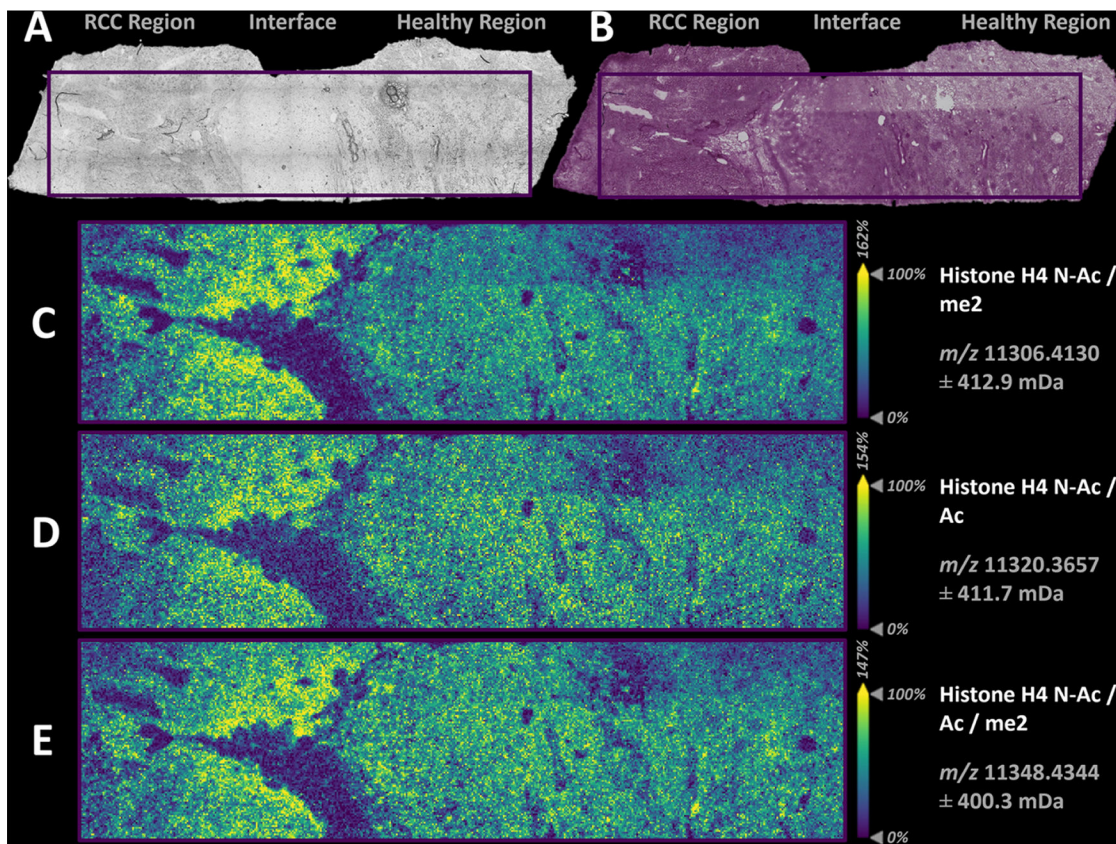 RCC Region Interface Healthy Region
RCC Region Interface Healthy Region
A
B
C
162%
100%
0%
Histone H4 N-Ac /
me2
m/z 11306.4130
± 412.9 mDa
D
154%
100%
0%
Histone H4 N-Ac /
Ac
m/z 11320.3657
± 411.7 mDa
E
147%
100%
0%
Histone H4 N-Ac /
Ac / me2
m/z 11348.4344
± 400.3 mDa